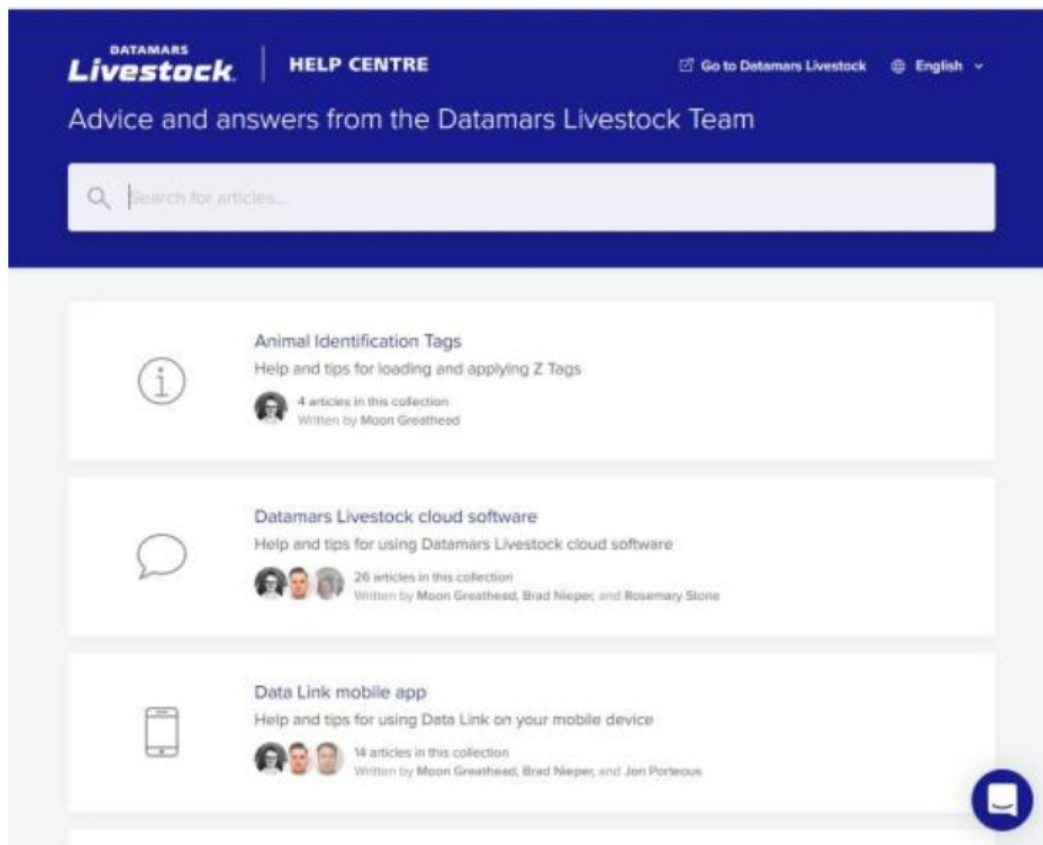 DATAMARS
Livestock.
HELP CENTRE
Go to Datamars Livestock
English
Advice and answers from the Datamars Livestock Team
Search for articles...
Animal Identification Tags
Help and tips for loading and applying Z Tags
4 articles in this collection
Written by Moon Greathead
Datamars Livestock cloud software
Help and tips for using Datamars Livestock cloud software
26 articles in this collection
Written by Moon Greathead, Brad Nieper, and Rosemary Stone
Data Link mobile app
Help and tips for using Data Link on your mobile device
14 articles in this collection
Written by Moon Greathead, Brad Nieper, and Jon Porteous